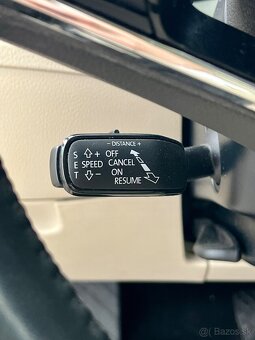 - DISTANCE +
S + OFF
E SPEED CANCEL
ON
T - RESUME
Bazos.sk